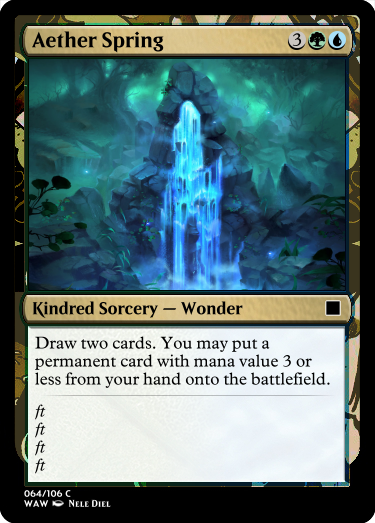 Aether Spring 3
Kindred Sorcery — Wonder
Draw two cards. You may put a
permanent card with mana value 3 or
less from your hand onto the battlefield.
ft
ft
ft
ft
064/106 C
WAW Nele Diel